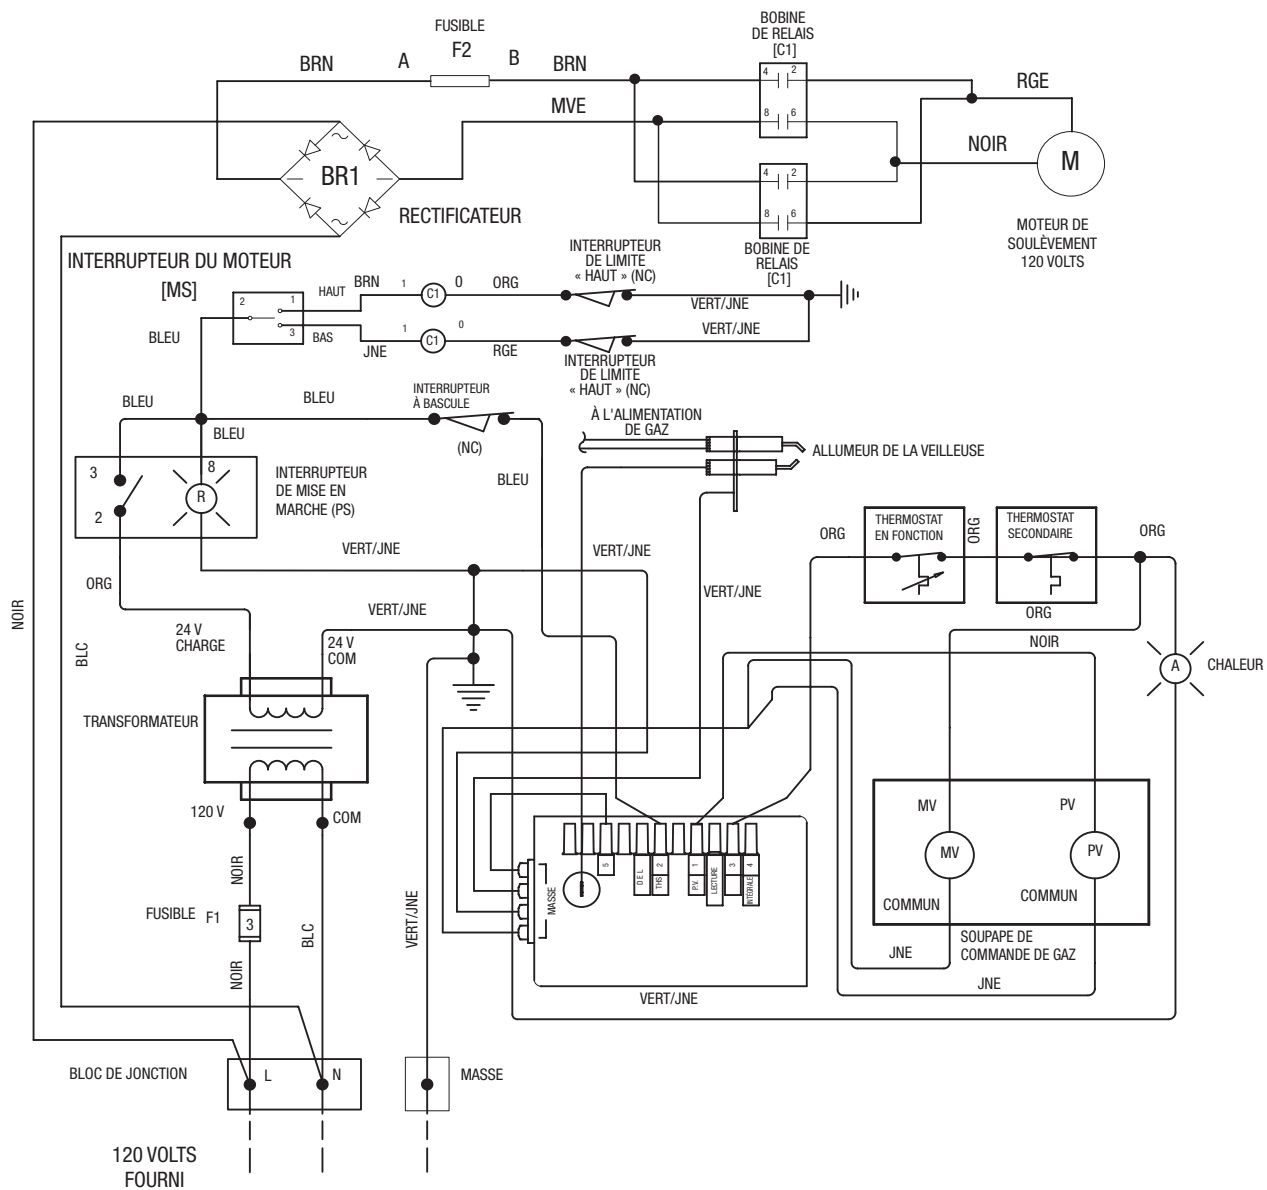 BOBINE
DE RELAIS
[C1]
FUSIBLE
F2
BRN
A
B
BRN
4
2
RGE
MVE
8
6
NOIR
M
BR1
4
2
8
6
RECTIFICATEUR
MOTEUR DE
SOULÈVEMENT
120 VOLTS
BOBINE DE
RELAIS
[C1]
INTERRUPTEUR DU MOTEUR
[MS]
INTERRUPTEUR
DE LIMITE
« HAUT » (NC)
2
1
3
HAUT
BRN
1
C1
0
ORG
VERT/JNE
BLEU
BAS
JNE
1
C1
0
RGE
VERT/JNE
INTERRUPTEUR
DE LIMITE
« HAUT » (NC)
BLEU
BLEU
BLEU
INTERRUPTEUR
À BASCULE
(NC)
BLEU
À L'ALIMENTATION
DE GAZ
ALLUMEUR DE LA VEILLEUSE
3
8
R
2
INTERRUPTEUR
DE MISE EN
MARCHE (PS)
VERT/JNE
VERT/JNE
VERT/JNE
ORG
THERMOSTAT
EN FONCTION
ORG
THERMOSTAT
SECONDAIRE
ORG
ORG
ORG
24 V
CHARGE
VERT/JNE
24 V
COM
NOIR
BLC
NOIR
A
CHALEUR
TRANSFORMATEUR
120 V
COM
NOIR
FUSIBLE
F1
3
NOIR
BLC
VERT/JNE
MASSE
5
DEL
THS
2
P.V.
1
LECTURE
3
INTÉGRALE
4
VERT/JNE
MV
PV
MV
PV
COMMUN
COMMUN
SOUPAPE DE
COMMANDE DE GAZ
JNE
JNE
BLOC DE JONCTION
L
N
MASSE
120 VOLTS
FOURNI